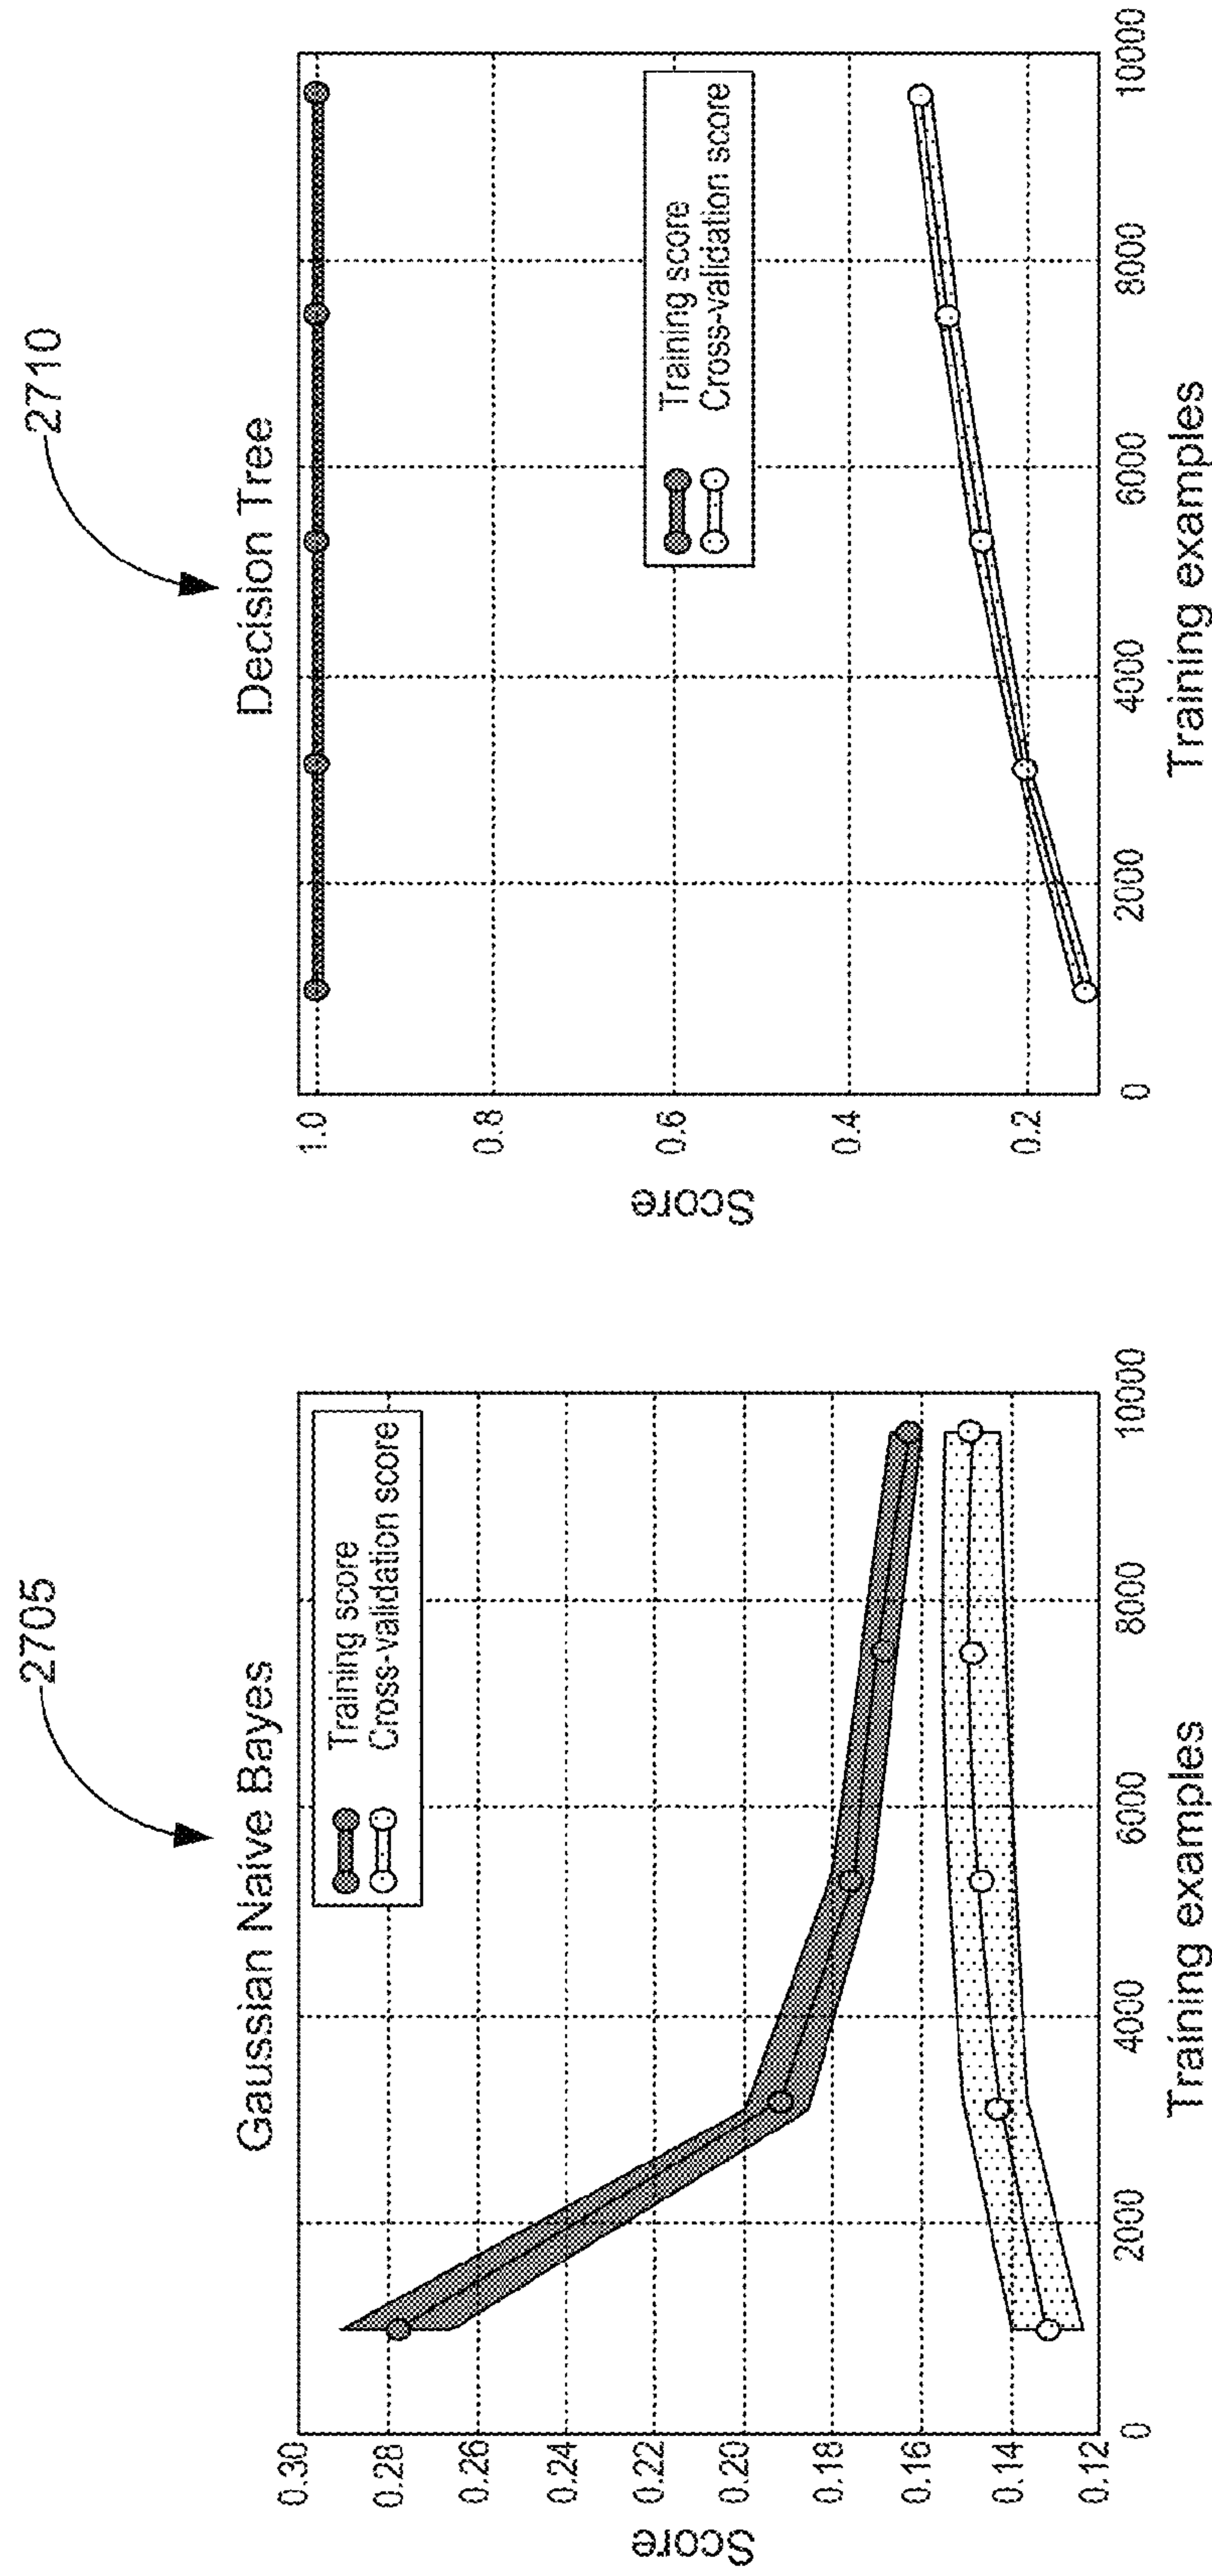 2705
Gaussian Naive Bayes
Training score
Cross-validation score
0.30
0.28
0.26
0.24
0.22
0.20
0.18
0.16
0.14
0.12
Score
0
2000
4000
6000
8000
10000
Training examples
2710
Decision Tree
Training score
Cross-validation score
1.0
0.8
0.6
0.4
0.2
Score
0
2000
4000
6000
8000
10000
Training examples